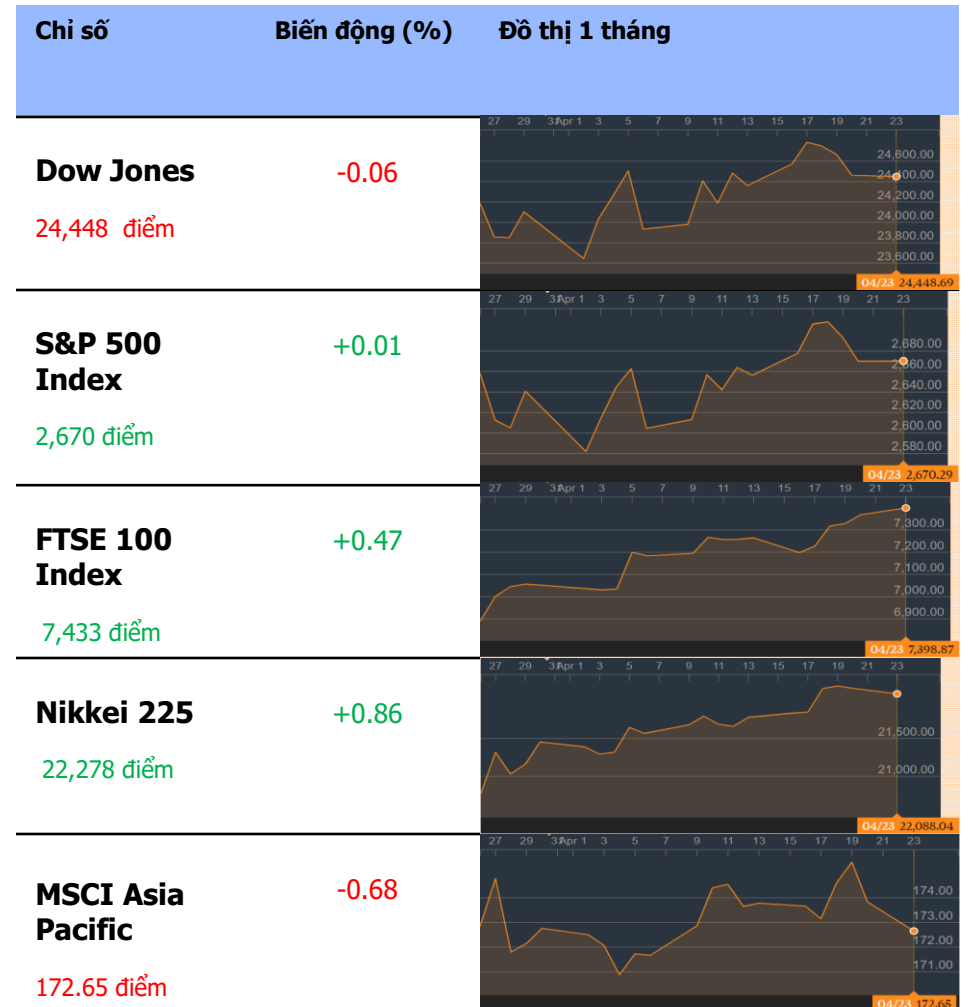 Chỉ số Biến động (%) Đồ thị 1 tháng
27 29 31Apr 1 3 5 7 9 11 13 15 17 19 21 23
Dow Jones -0.06
24,448 điểm
24,600.00
24,400.00
24,200.00
24,000.00
23,800.00
23,600.00
04/23 24,448.69
27 29 31Apr 1 3 5 7 9 11 13 15 17 19 21 23
S&P 500 +0.01
Index
2,670 điểm
2,680.00
2,660.00
2,640.00
2,620.00
2,600.00
2,580.00
04/23 2,670.29
27 29 31Apr 1 3 5 7 9 11 13 15 17 19 21 23
FTSE 100 +0.47
Index
7,433 điểm
7,300.00
7,200.00
7,100.00
7,000.00
6,900.00
04/23 7,398.87
27 29 31Apr 1 3 5 7 9 11 13 15 17 19 21 23
Nikkei 225 +0.86
22,278 điểm
21,500.00
21,000.00
04/23 22,088.04
27 29 31Apr 1 3 5 7 9 11 13 15 17 19 21 23
MSCI Asia -0.68
Pacific
172.65 điểm
174.00
173.00
172.00
171.00
04/23 172.65